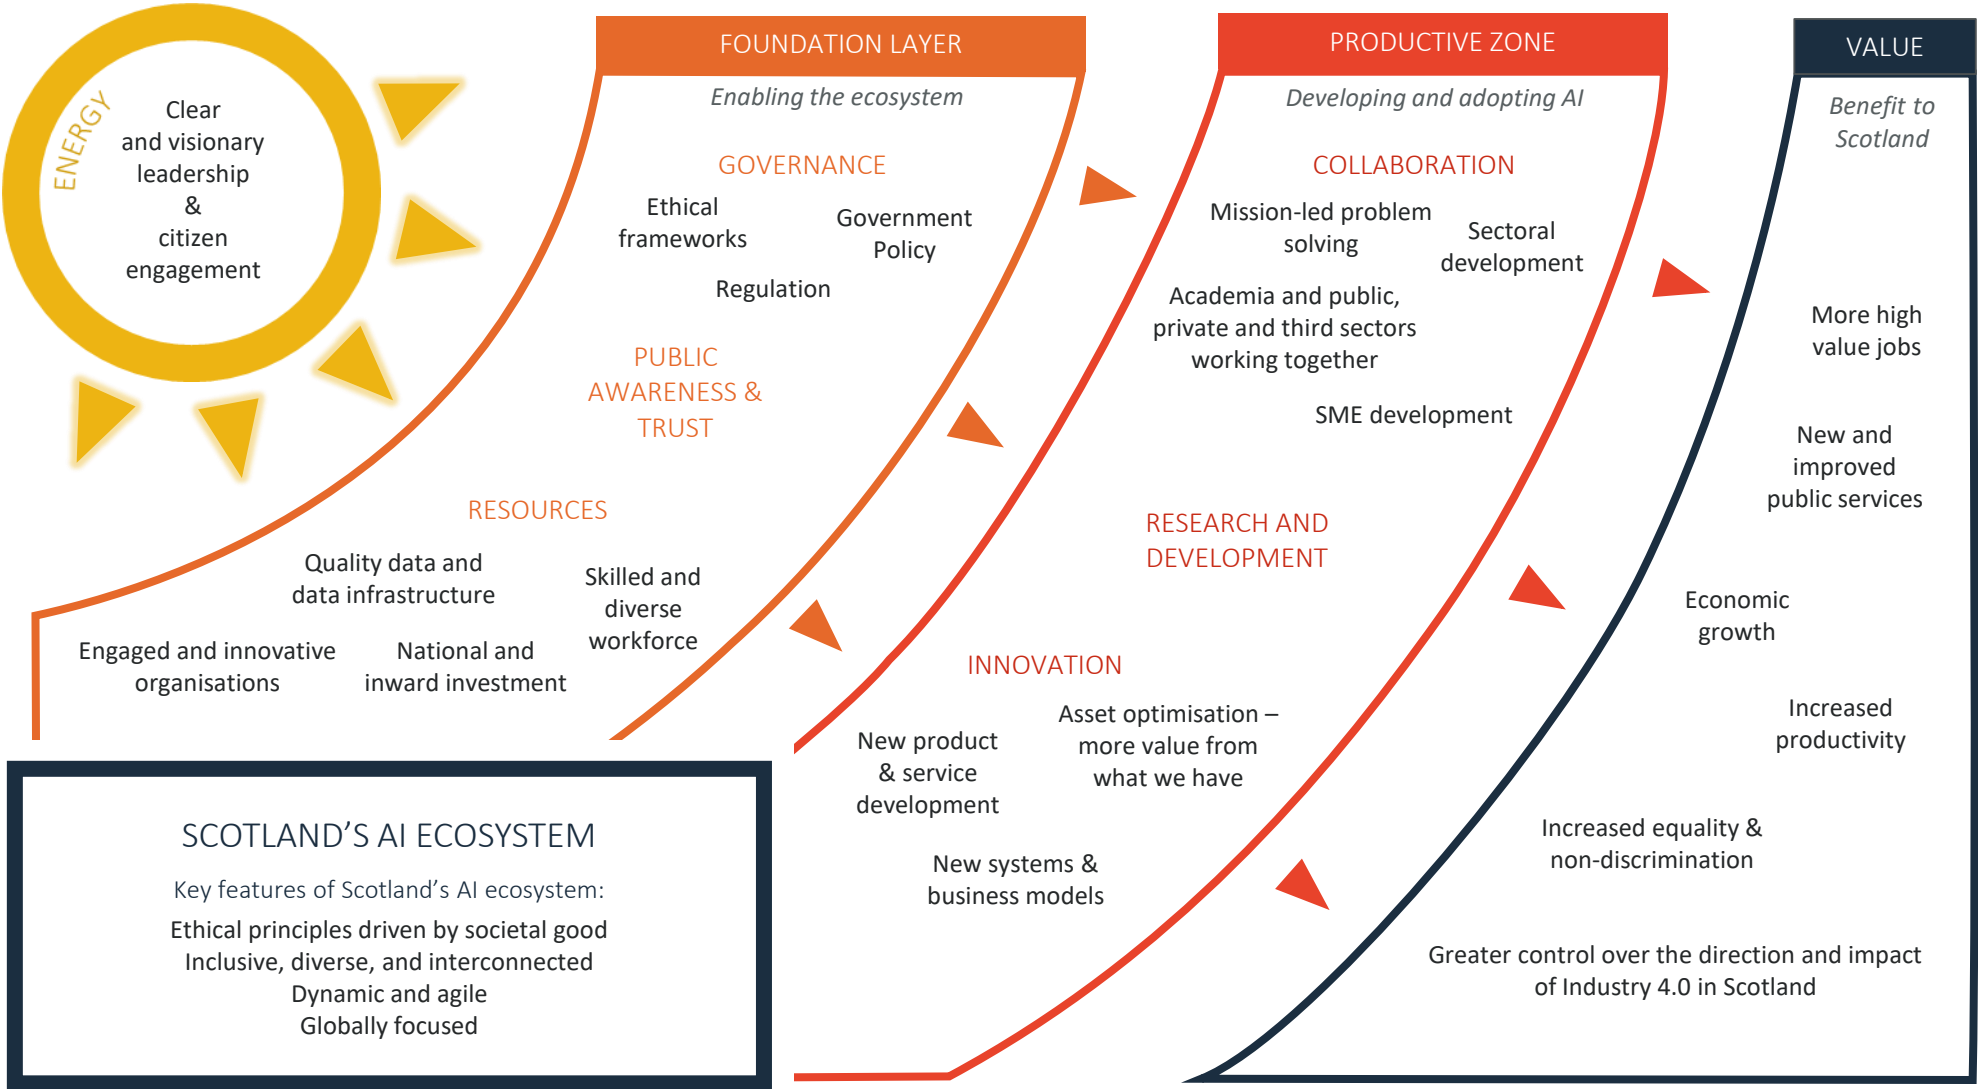 ENERGY
Clear
and visionary
leadership
&
citizen
engagement
FOUNDATION LAYER
Enabling the ecosystem
GOVERNANCE
Ethical
frameworks
Government
Policy
Regulation
PUBLIC
AWARENESS &
TRUST
RESOURCES
Quality data and
data infrastructure
Skilled and
diverse
workforce
Engaged and innovative
organisations
National and
inward investment
PRODUCTIVE ZONE
Developing and adopting AI
COLLABORATION
Mission-led problem
solving
Sectoral
development
Academia and public,
private and third sectors
working together
SME development
RESEARCH AND
DEVELOPMENT
INNOVATION
Asset optimisation –
more value from
what we have
New product
& service
development
New systems &
business models
VALUE
Benefit to
Scotland
More high
value jobs
New and
improved
public services
Economic
growth
Increased
productivity
Increased equality &
non-discrimination
Greater control over the direction and impact
of Industry 4.0 in Scotland
SCOTLAND’S AI ECOSYSTEM
Key features of Scotland’s AI ecosystem:
Ethical principles driven by societal good
Inclusive, diverse, and interconnected
Dynamic and agile
Globally focused